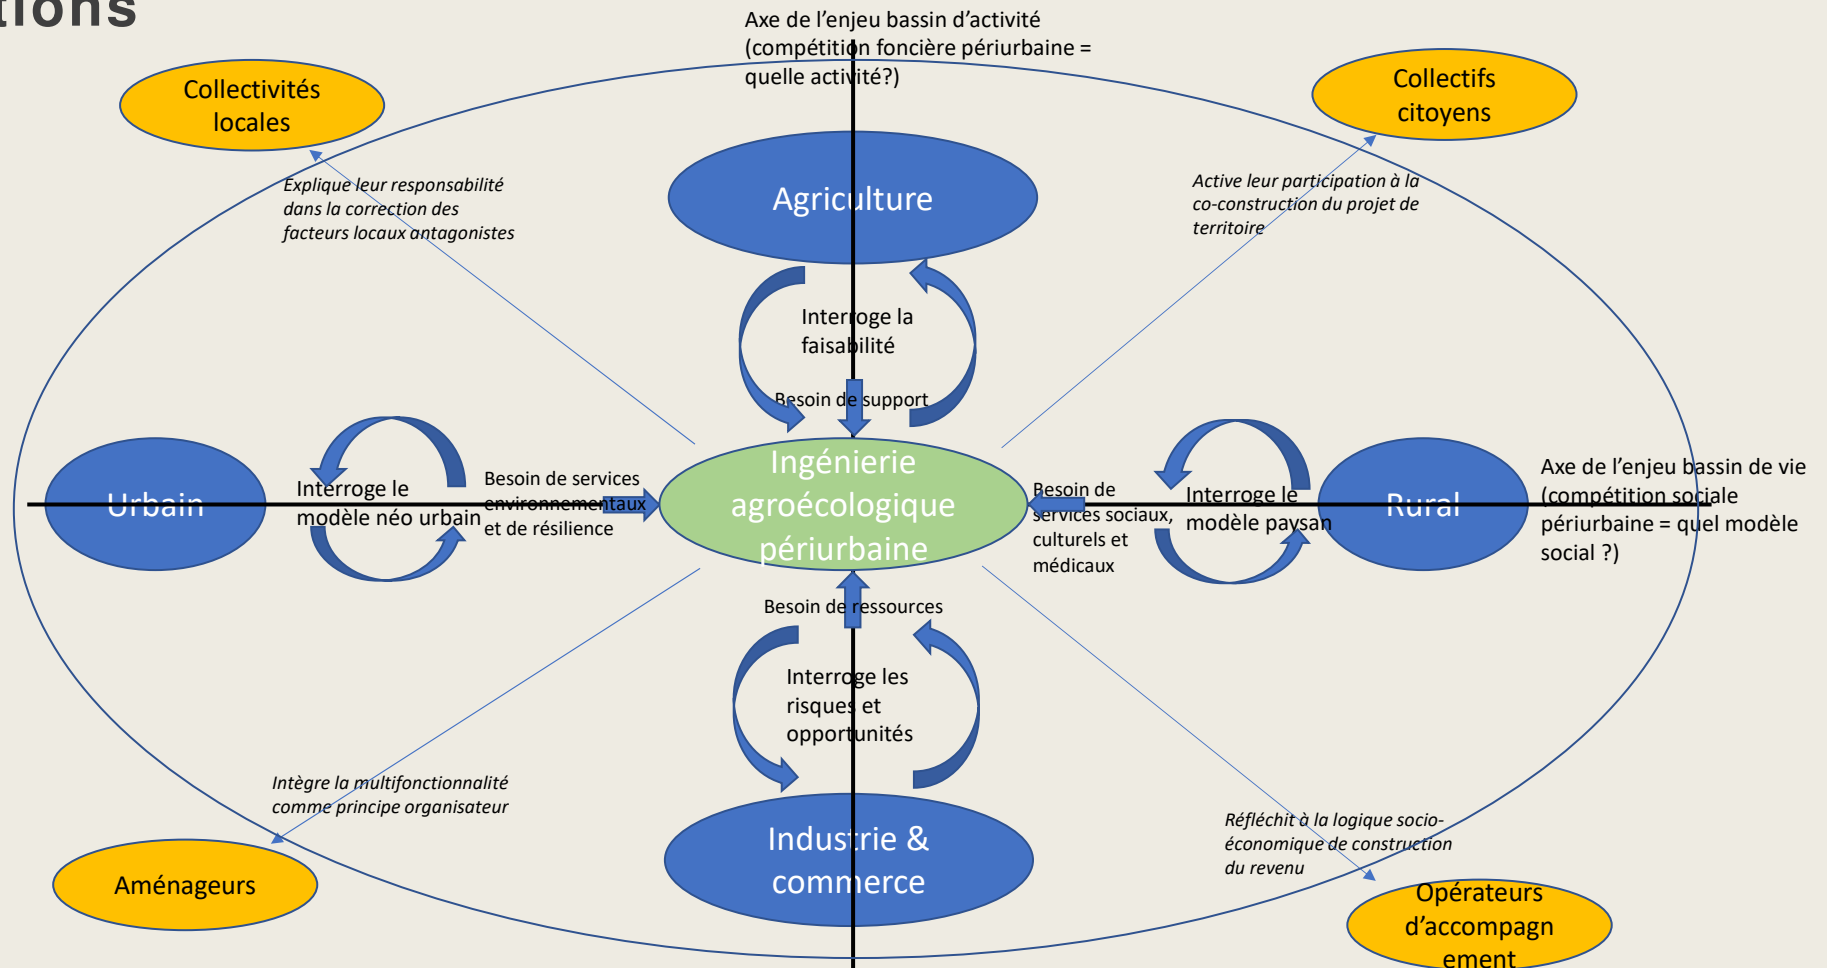 tions
Axe de l’enjeu bassin d’activité
(compétition foncière périurbaine =
quelle activité?)
Collectivités
locales
Collectifs
citoyens
Explique leur responsabilité
dans la correction des
facteurs locaux antagonistes
Agriculture
Active leur participation à la
co-construction du projet de
territoire
Interroge la
faisabilité
Besoin de support
Urbain
Interroge le
modèle néo urbain
Besoin de services
environnementaux
et de résilience
Ingénierie
agroécologique
périurbaine
Besoin de
services sociaux,
culturels et
médicaux
Interroge le
modèle paysan
Rural
Axe de l’enjeu bassin de vie
(compétition sociale
périurbaine = quel modèle
social ?)
Besoin de ressources
Interroge les
risques et
opportunités
Intègre la multifonctionnalité
comme principe organisateur
Réfléchit à la logique socio-
économique de construction
du revenu
Aménageurs
Industrie &
commerce
Opérateurs
d’accompagn
ement